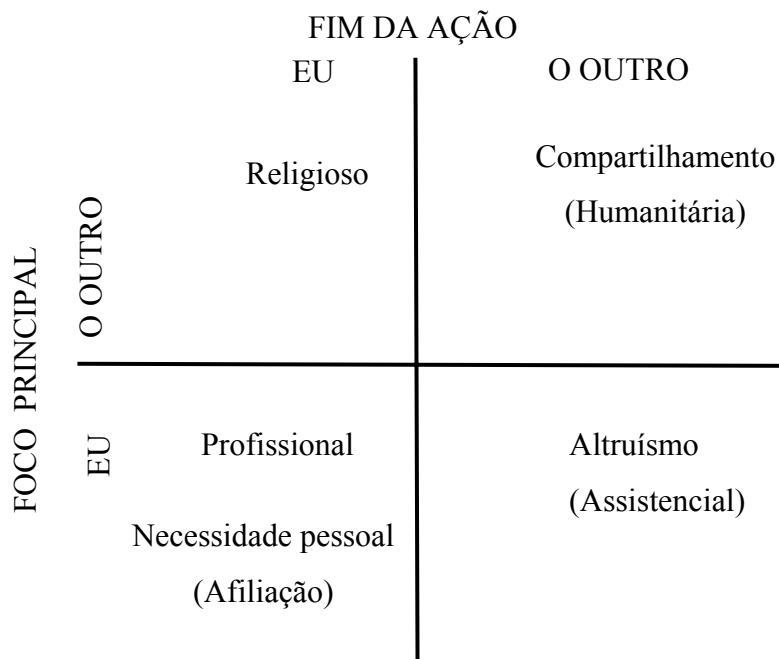 FIM DA AÇÃO
EU
O OUTRO
Religioso
Compartilhamento
(Humanitária)
FOCO PRINCIPAL
O OUTRO
EU
Profissional
Necessidade pessoal
(Afiliação)
Altruísmo
(Assistencial)